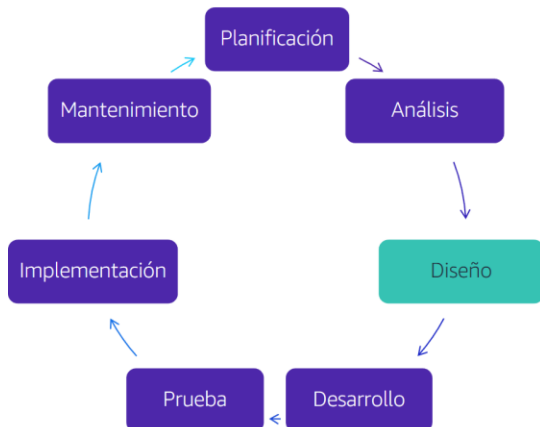 Planificación
Análisis
Diseño
Desarrollo
Prueba
Implementación
Mantenimiento